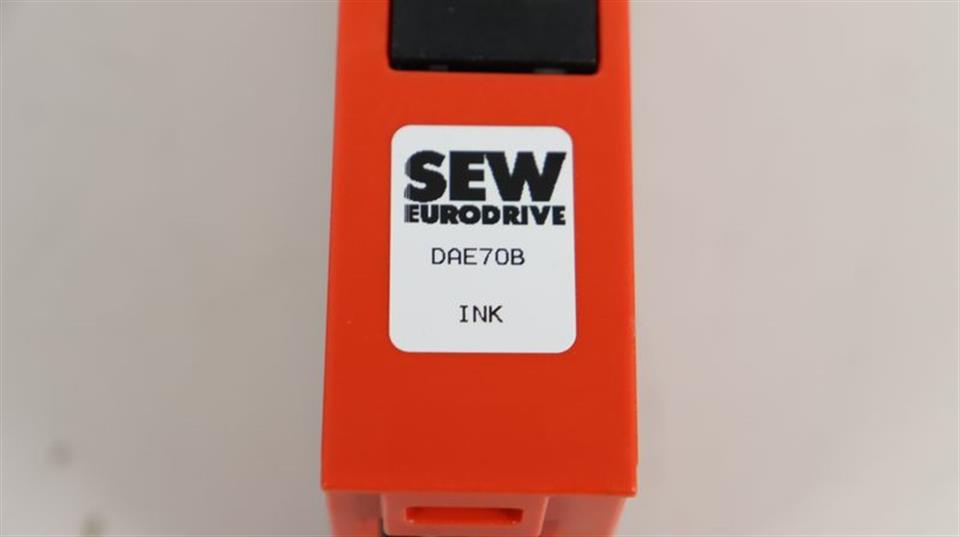 SEW
EURODRIVE
DAE70B
INK